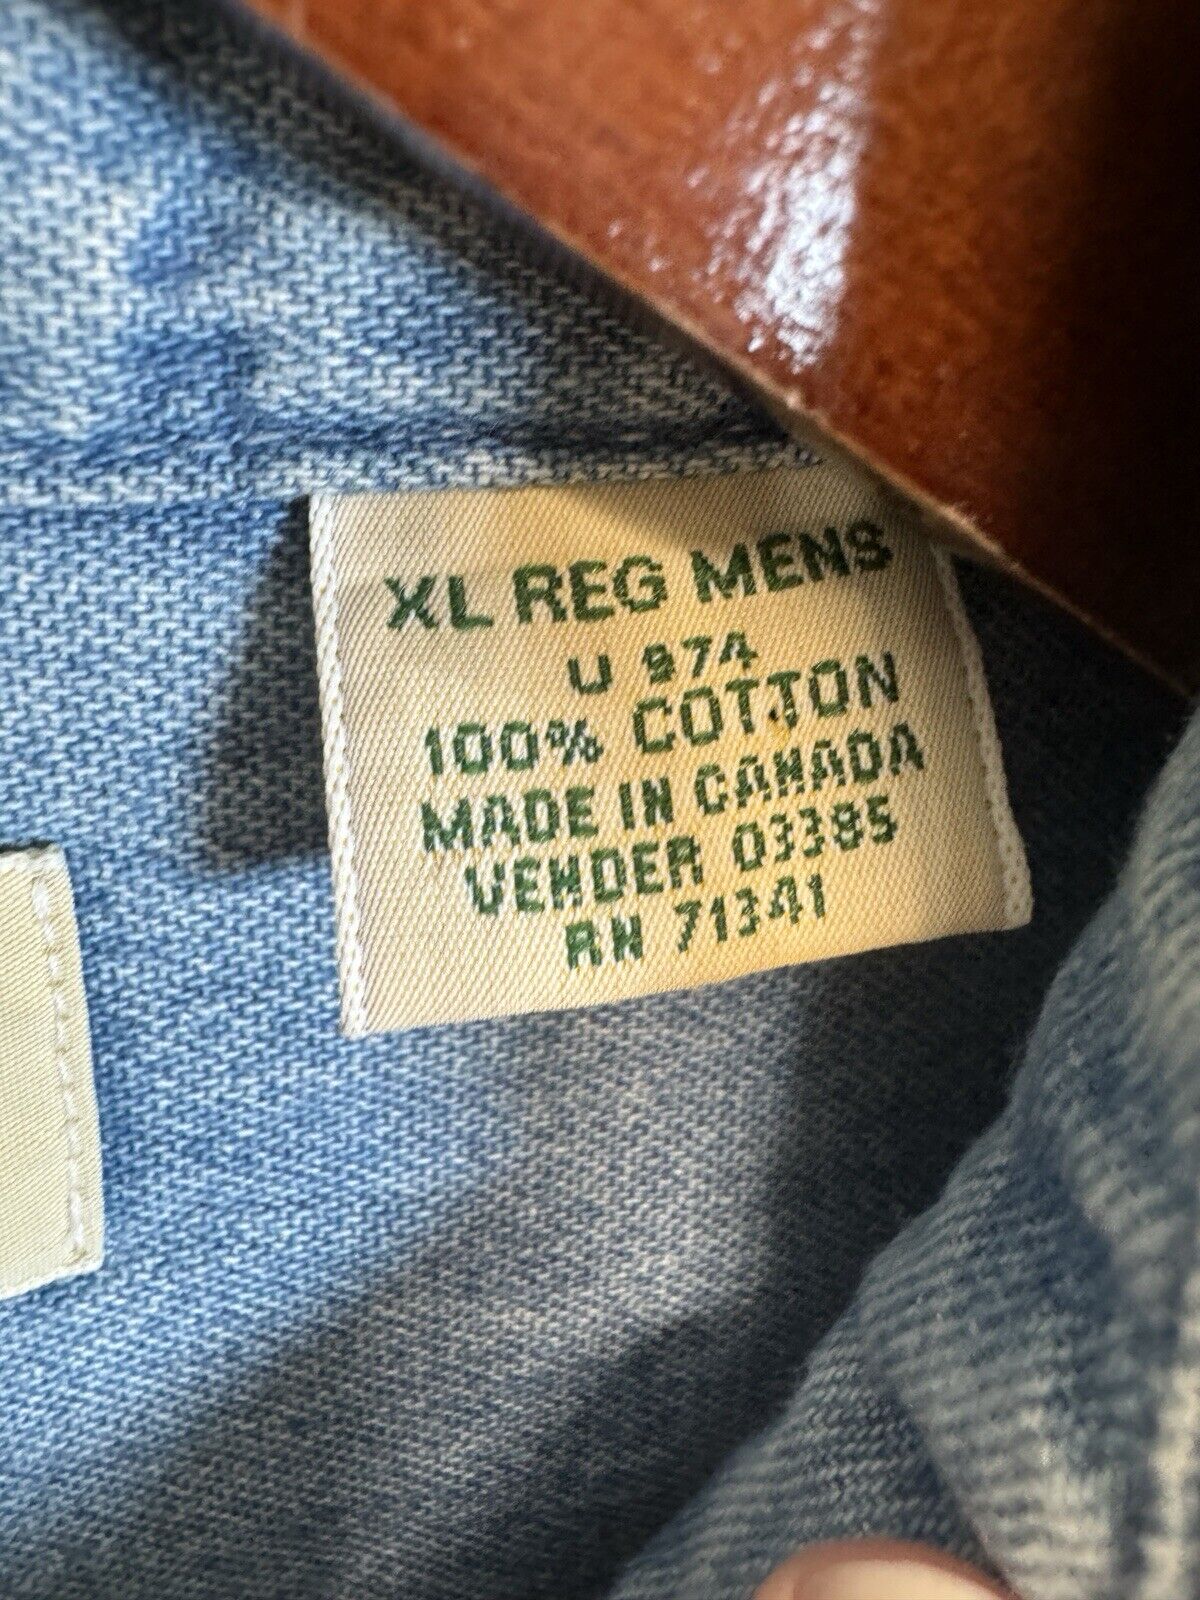 XL REG MENS
U 974
100% COTTON
MADE IN CANADA
VENDER 03385
RN 71341